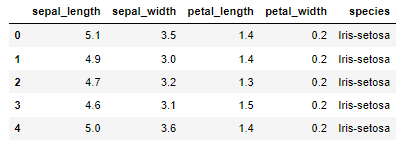 sepal_length sepal_width petal_length petal_width species
0 5.1 3.5 1.4 0.2 Iris-setosa
1 4.9 3.0 1.4 0.2 Iris-setosa
2 4.7 3.2 1.3 0.2 Iris-setosa
3 4.6 3.1 1.5 0.2 Iris-setosa
4 5.0 3.6 1.4 0.2 Iris-setosa